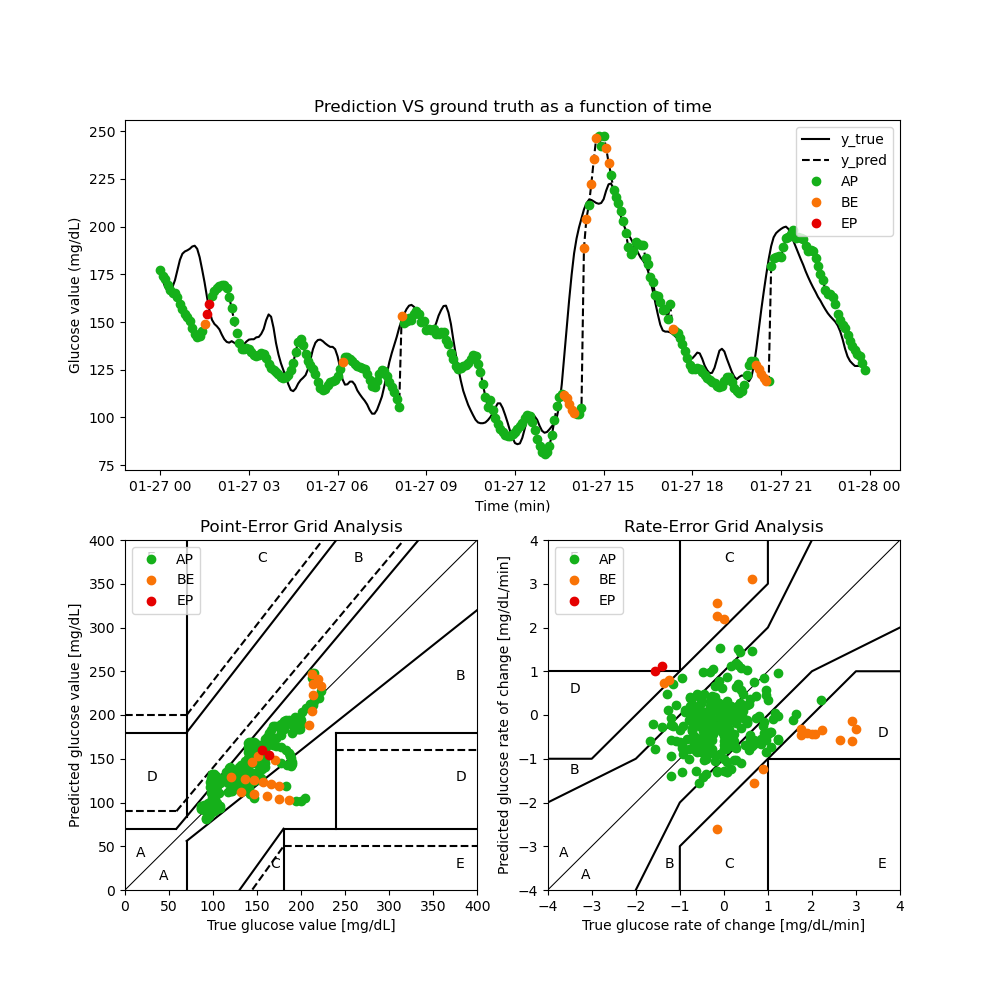 Prediction VS ground truth as a function of time
Glucose value (mg/dL)
250
225
200
175
150
125
100
75
y_true
y_pred
AP
BE
EP
01-27 00 01-27 03 01-27 06 01-27 09 01-27 12 01-27 15 01-27 18 01-27 21 01-28 00
Time (min)
Point-Error Grid Analysis
Predicted glucose value [mg/dL]
400
350
300
250
200
150
100
50
0
AP
BE
EP
C
B
B
D
D
A
A
C
E
0 50 100 150 200 250 300 350 400
True glucose value [mg/dL]
Rate-Error Grid Analysis
Predicted glucose rate of change [mg/dL/min]
4
3
2
1
0
−1
−2
−3
−4
AP
BE
EP
C
D
D
B
A
A
B
C
E
−4 −3 −2 −1 0 1 2 3 4
True glucose rate of change [mg/dL/min]